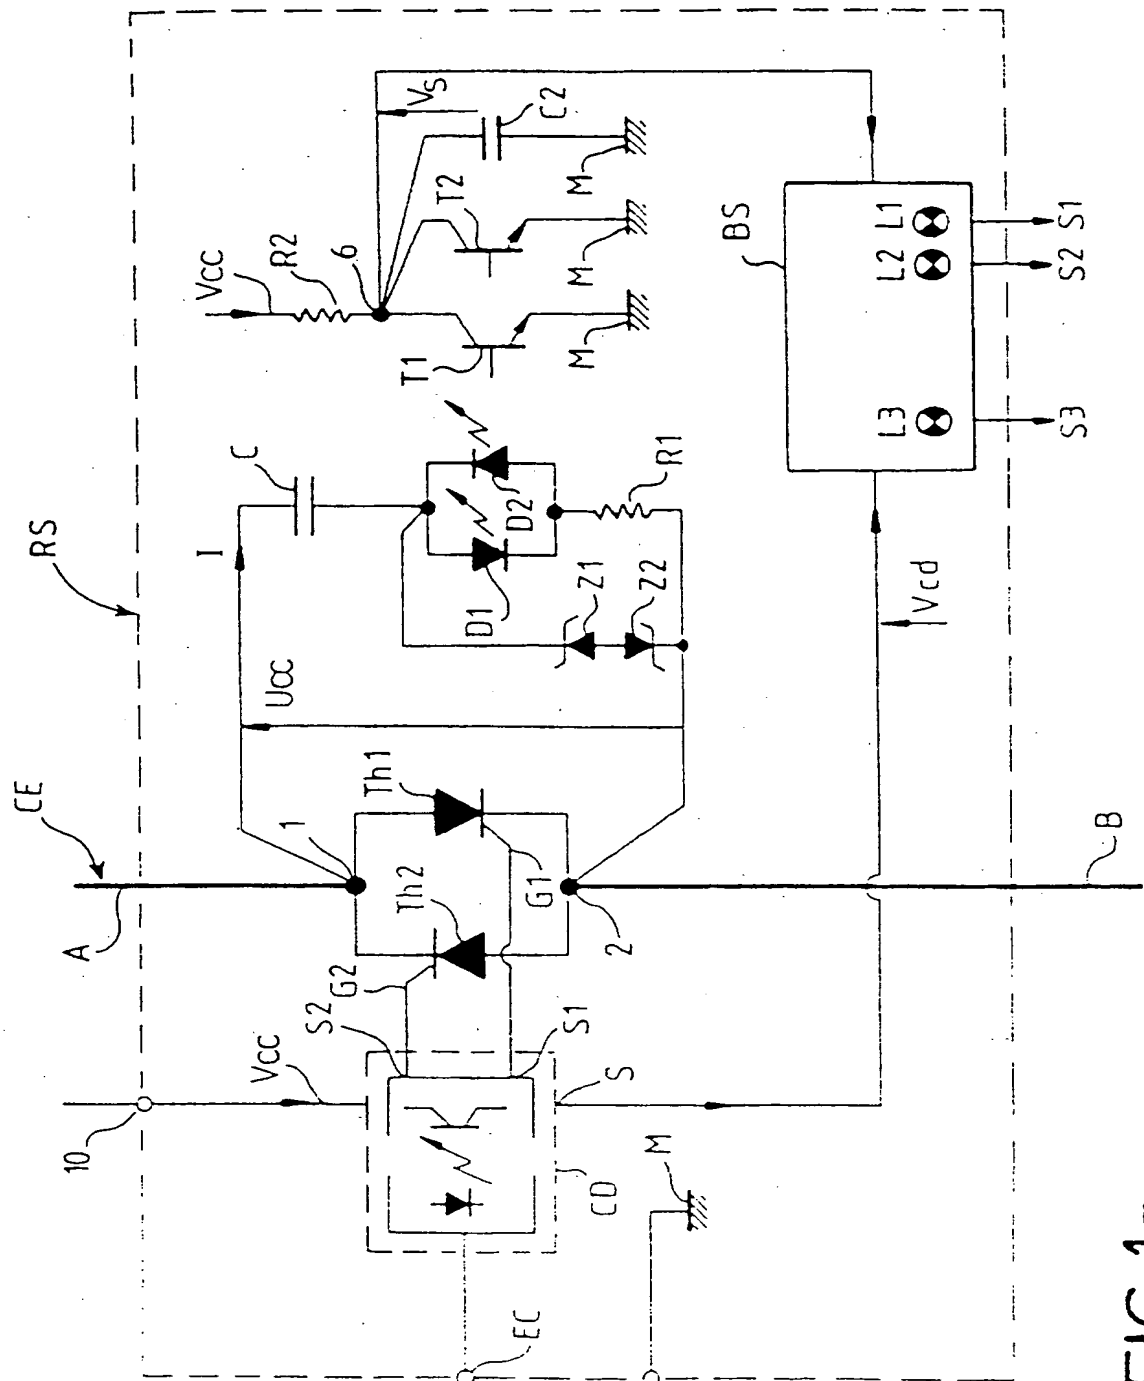 RS
CE
A
10
Vcc
1
Th1
Th2
G1
G2
2
B
S2
S1
S
CD
M
EC
Ucc
I
C
D1
D2
Z1
Z2
R1
Vcc
R2
6
T1
T2
C2
Vs
M
M
M
BS
L1
L2
L3
S1
S2
S3
Vcd